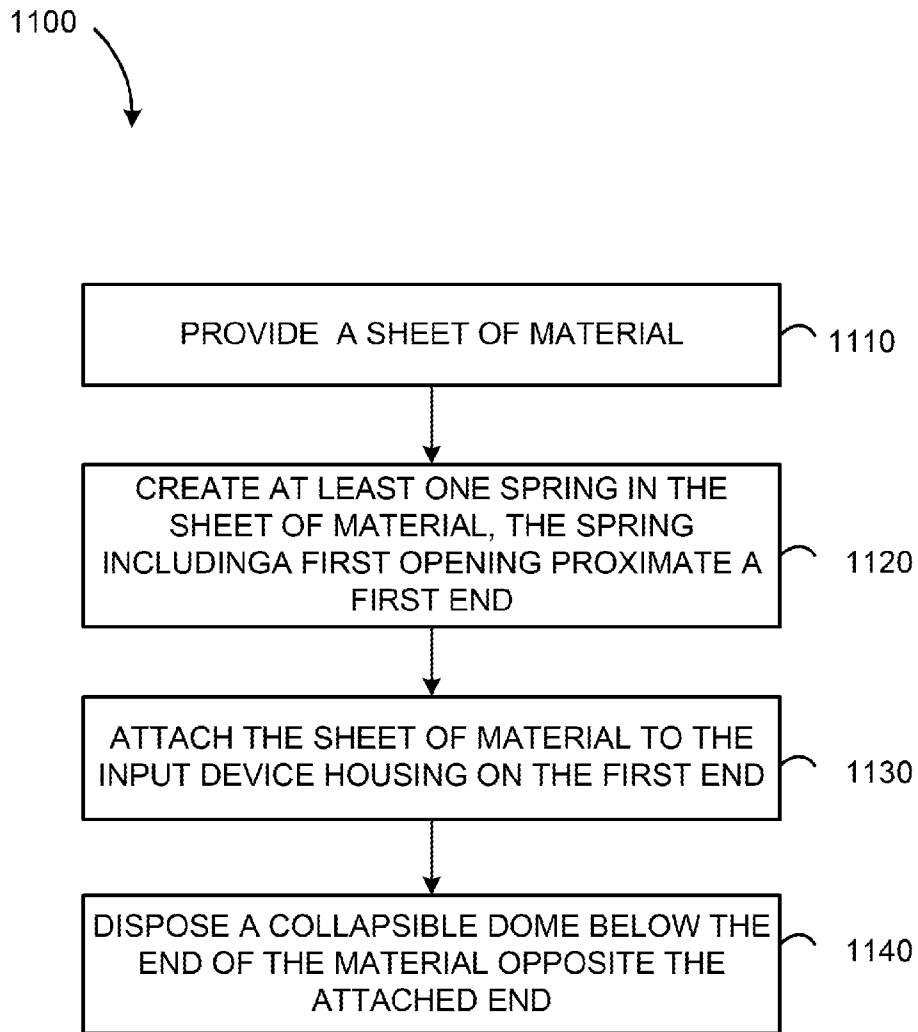 1100
PROVIDE A SHEET OF MATERIAL
1110
CREATE AT LEAST ONE SPRING IN THE
SHEET OF MATERIAL, THE SPRING
INCLUDINGA FIRST OPENING PROXIMATE A
FIRST END
1120
ATTACH THE SHEET OF MATERIAL TO THE
INPUT DEVICE HOUSING ON THE FIRST END
1130
DISPOSE A COLLAPSIBLE DOME BELOW THE
END OF THE MATERIAL OPPOSITE THE
ATTACHED END
1140